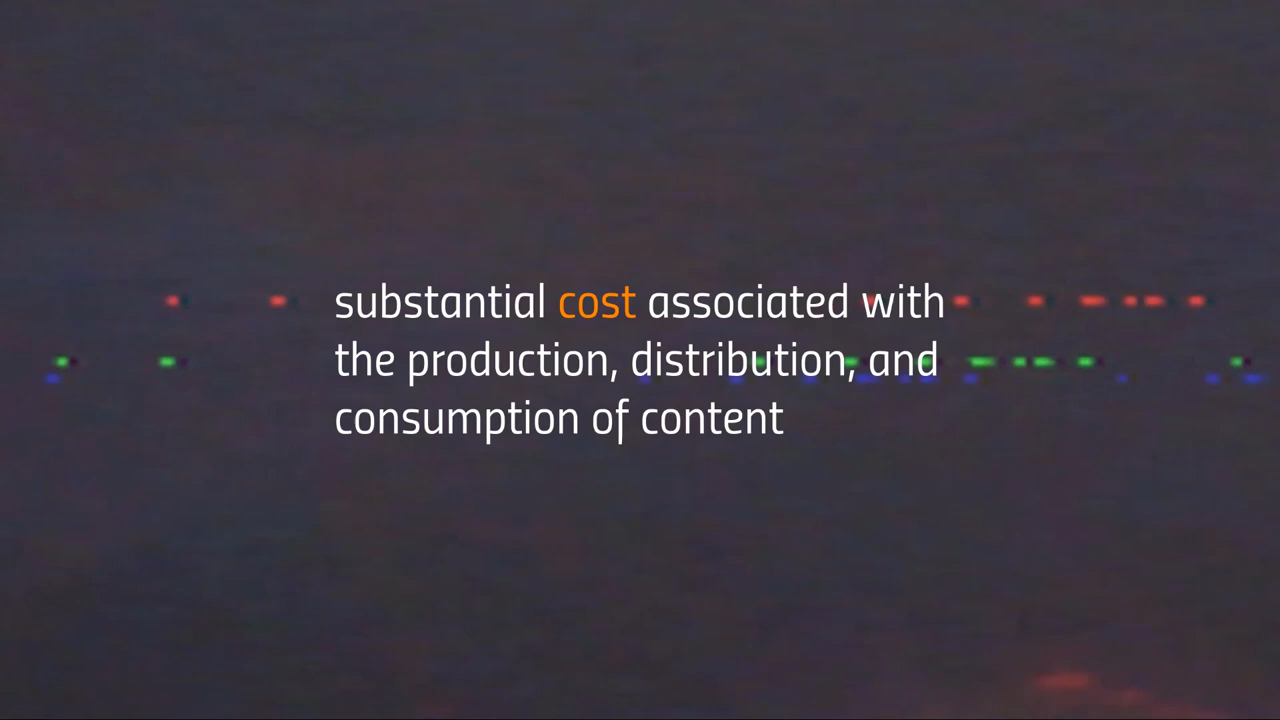 substantial cost associated with
the production, distribution, and
consumption of content